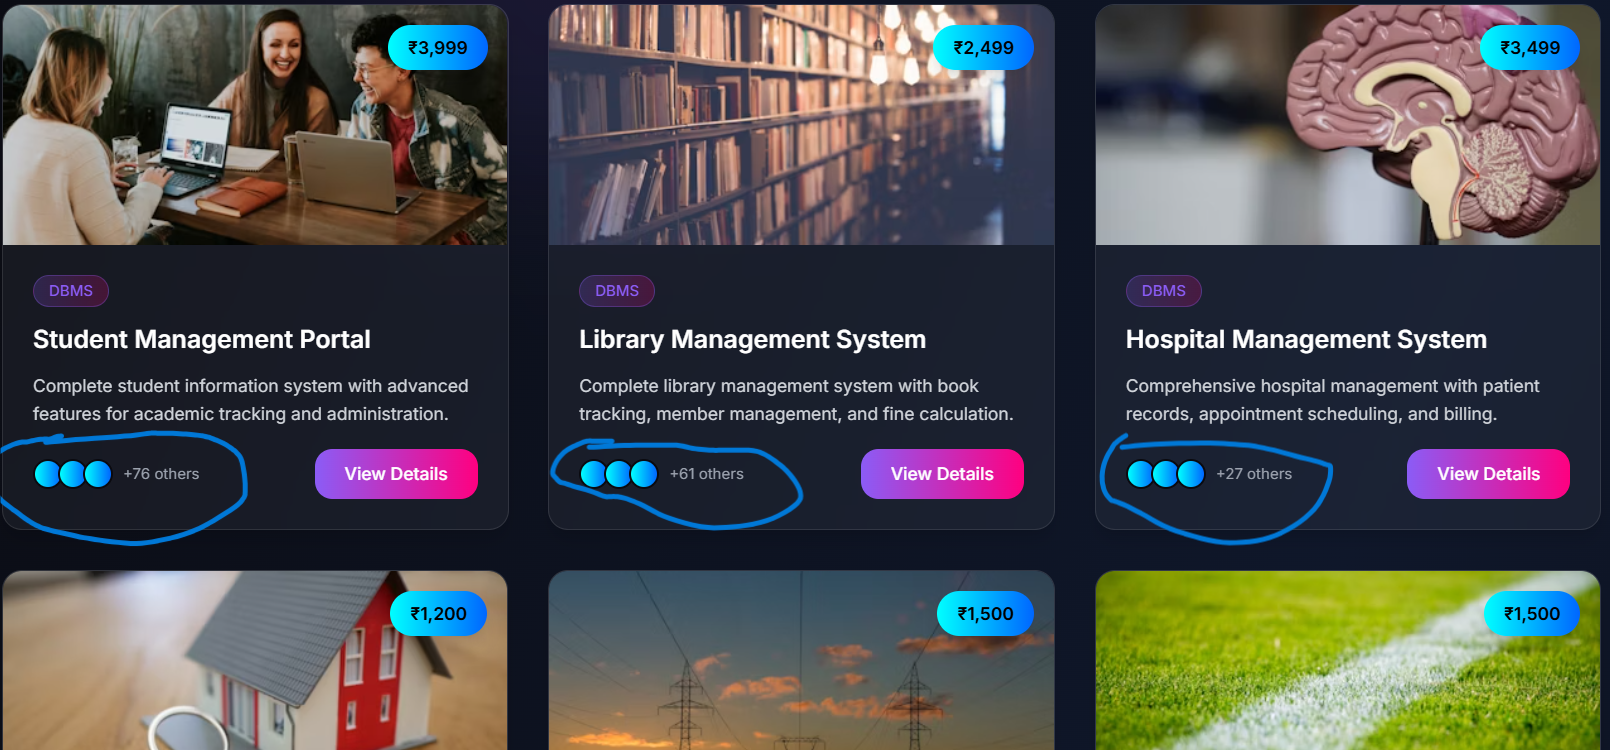 ₹3,999
₹2,499
₹3,499
DBMS
DBMS
DBMS
Student Management Portal
Library Management System
Hospital Management System
Complete student information system with advanced
features for academic tracking and administration.
Complete library management system with book
tracking, member management, and fine calculation.
Comprehensive hospital management with patient
records, appointment scheduling, and billing.
+76 others
View Details
+61 others
View Details
+27 others
View Details
₹1,200
₹1,500
₹1,500